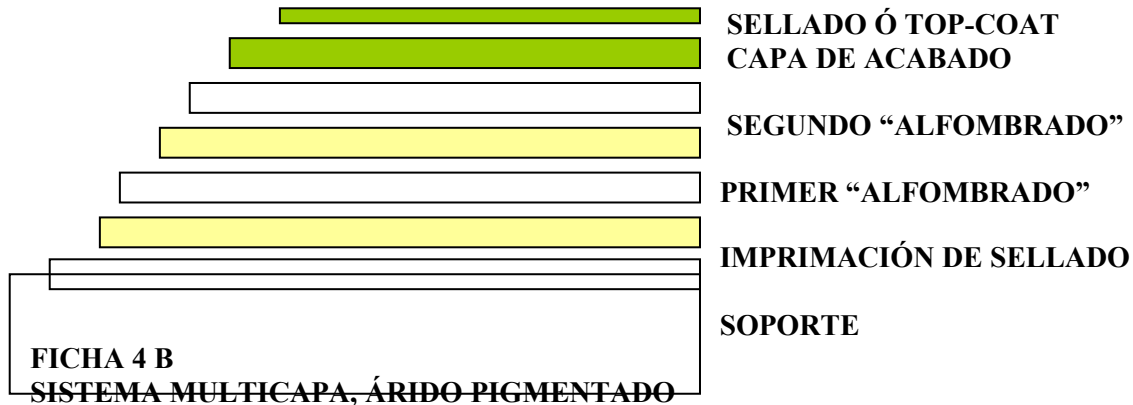 SELLADO Ó TOP-COAT
CAPA DE ACABADO
SEGUNDO “ALFOMBRADO”
PRIMER “ALFOMBRADO”
IMPRIMACIÓN DE SELLADO
SOPORTE
FICHA 4 B
SISTEMA MULTICAPA, ÁRIDO PIGMENTADO